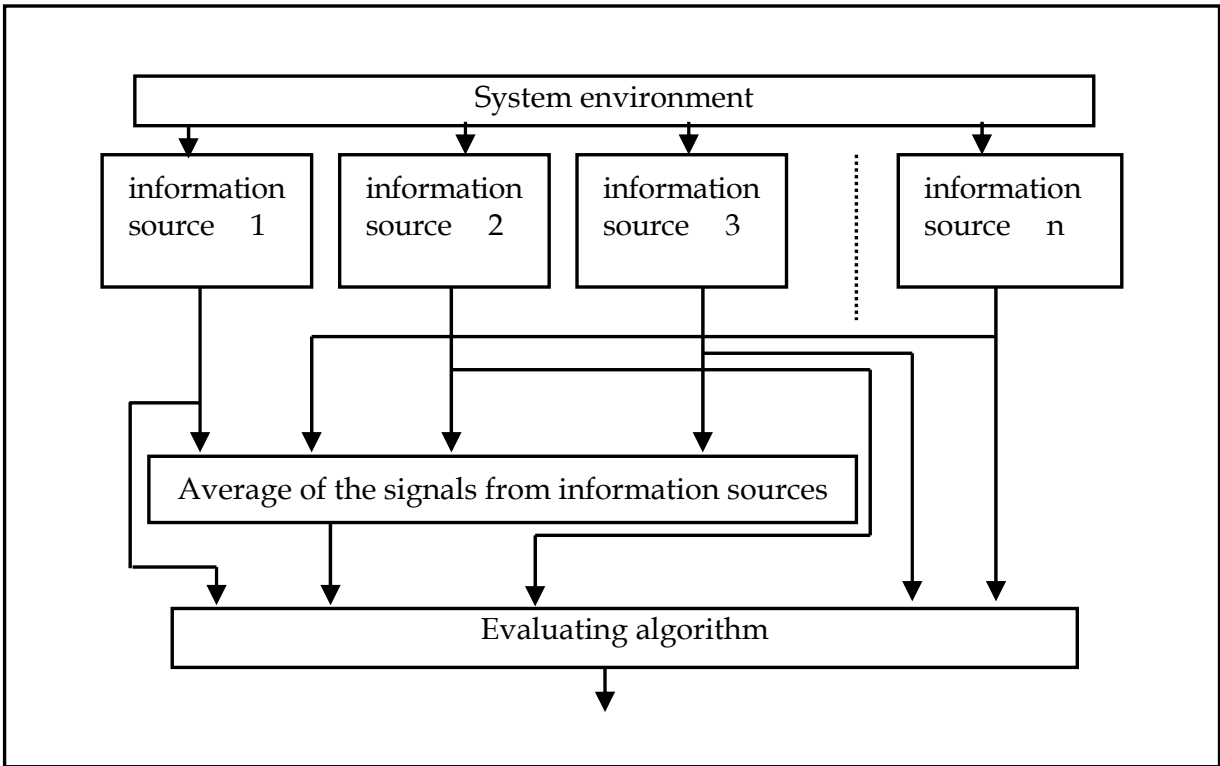 System environment
information
source 1
information
source 2
information
source 3
information
source n
Average of the signals from information sources
Evaluating algorithm